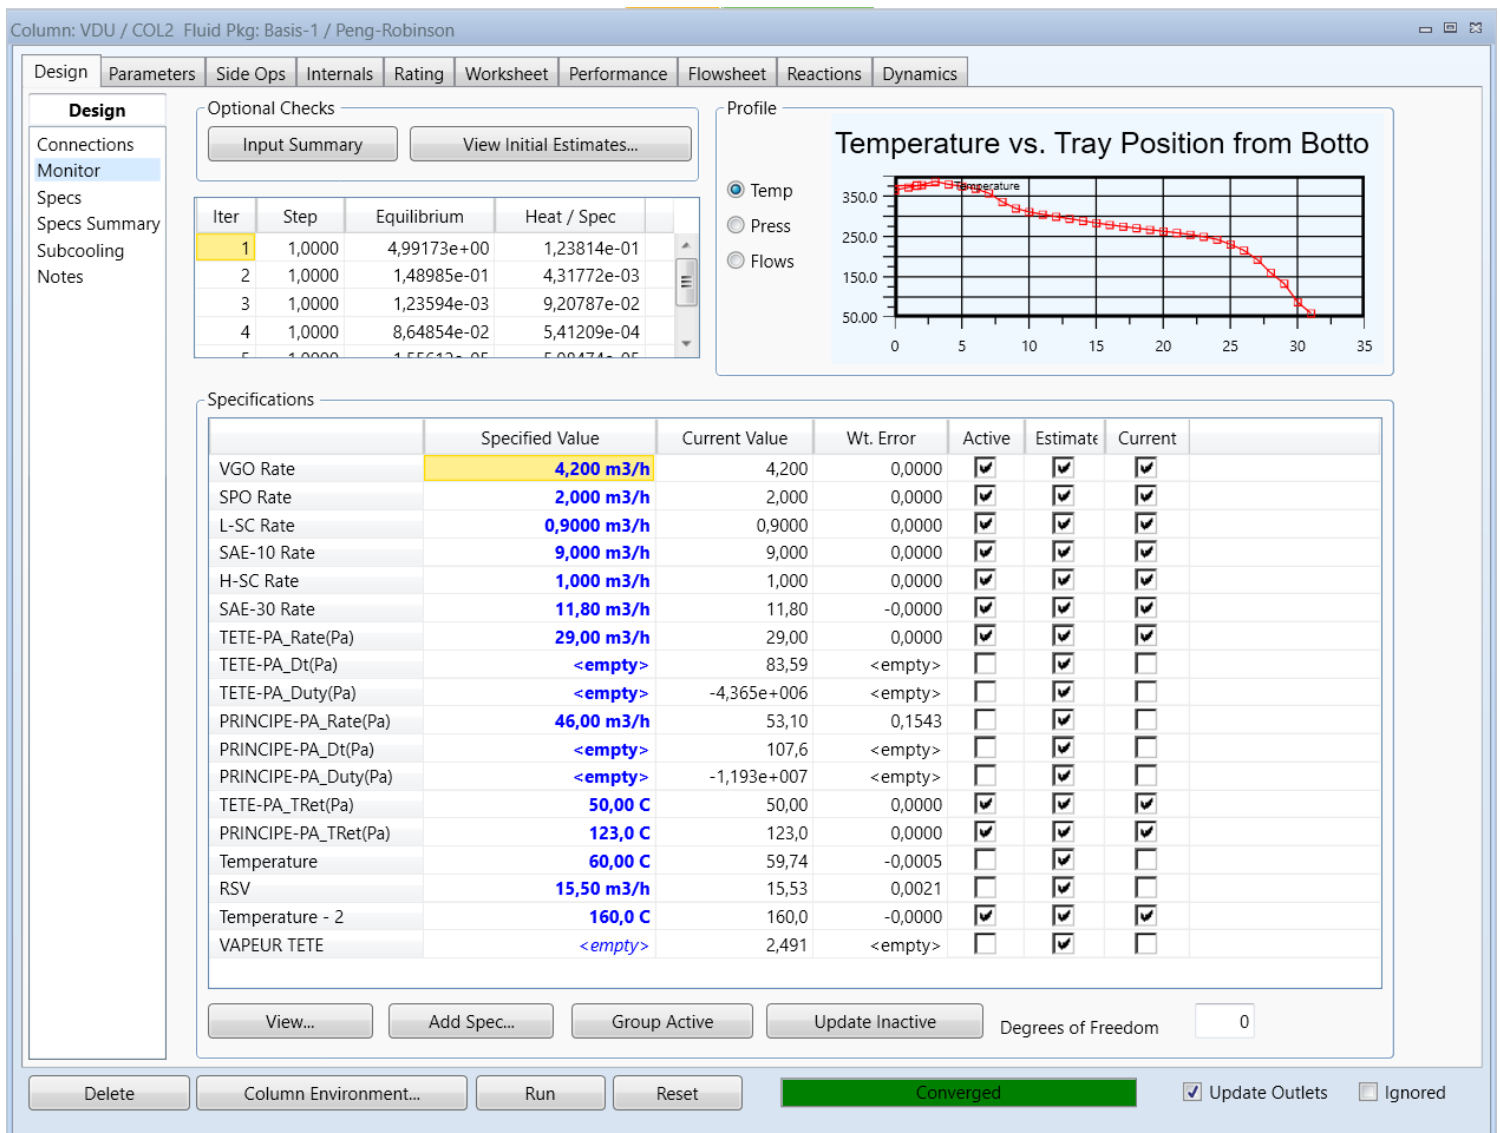 Column: VDU / COL2 Fluid Pkg: Basis-1 / Peng-Robinson
Design Parameters Side Ops Internals Rating Worksheet Performance Flowsheet Reactions Dynamics
Design
Connections
Monitor
Specs
Specs Summary
Subcooling
Notes
Optional Checks
Input Summary View Initial Estimates...
Iter Step Equilibrium Heat / Spec
1 1,0000 4,99173e+00 1,23814e-01
2 1,0000 1,48985e-01 4,31772e-03
3 1,0000 1,23594e-03 9,20787e-02
4 1,0000 8,64854e-02 5,41209e-04
Profile
Temp
Press
Flows
Temperature vs. Tray Position from Botto
Temperature
350.0
250.0
150.0
50.00
0 5 10 15 20 25 30 35
Specifications
Specified Value Current Value Wt. Error Active Estimate Current
VGO Rate 4,200 m3/h 4,200 0,0000
SPO Rate 2,000 m3/h 2,000 0,0000
L-SC Rate 0,9000 m3/h 0,9000 0,0000
SAE-10 Rate 9,000 m3/h 9,000 0,0000
H-SC Rate 1,000 m3/h 1,000 0,0000
SAE-30 Rate 11,80 m3/h 11,80 -0,0000
TETE-PA_Rate(Pa) 29,00 m3/h 29,00 0,0000
TETE-PA_Dt(Pa) <empty> 83,59 <empty>
TETE-PA_Duty(Pa) <empty> -4,365e+006 <empty>
PRINCIPE-PA_Rate(Pa) 46,00 m3/h 53,10 0,1543
PRINCIPE-PA_Dt(Pa) <empty> 107,6 <empty>
PRINCIPE-PA_Duty(Pa) <empty> -1,193e+007 <empty>
TETE-PA_TRet(Pa) 50,00 C 50,00 0,0000
PRINCIPE-PA_TRet(Pa) 123,0 C 123,0 0,0000
Temperature 60,00 C 59,74 -0,0005
RSV 15,50 m3/h 15,53 0,0021
Temperature - 2 160,0 C 160,0 -0,0000
VAPEUR TETE <empty> 2,491 <empty>
View... Add Spec... Group Active Update Inactive Degrees of Freedom 0
Delete Column Environment... Run Reset Converged Update Outlets Ignored